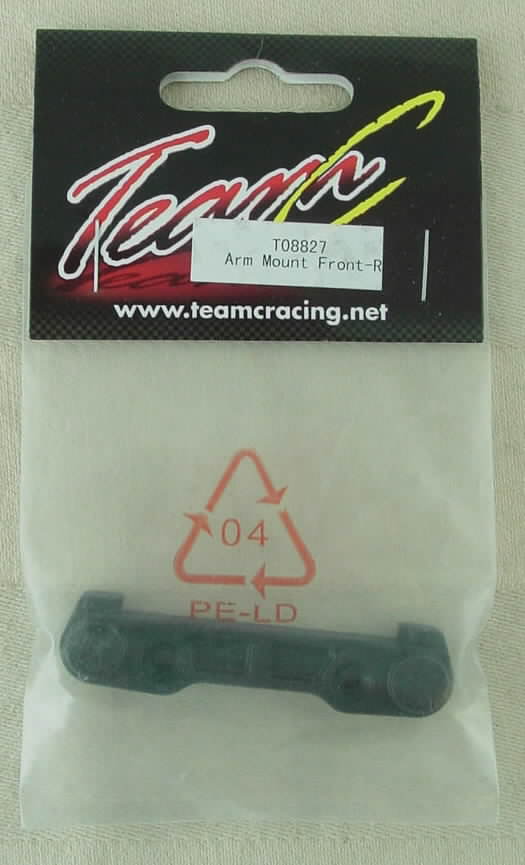 Team C
T08827
Arm Mount Front-R
www.teamcracing.net
04
PE-LD